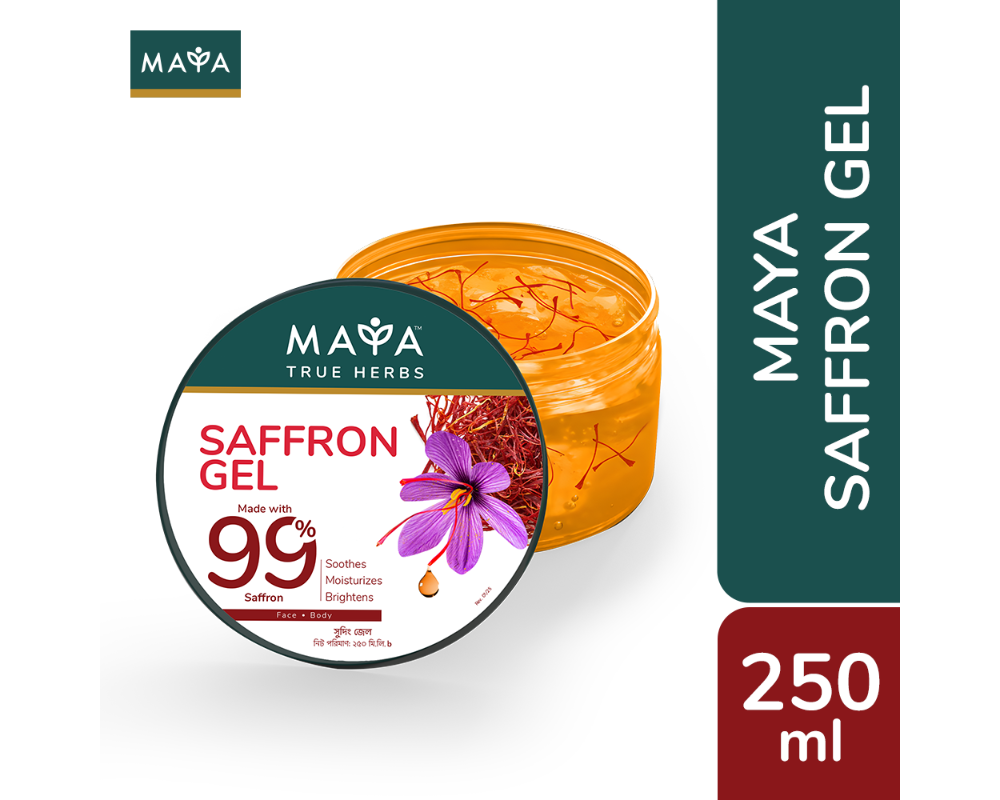 MAYA
MAYA™
TRUE HERBS
SAFFRON
GEL
Made with
99%
Saffron
Soothes
Moisturizes
Brightens
Face • Body
সুদিং জেল
নিট পরিমাণ: ২৫০ মি.লি.b
MAYA
SAFFRON GEL
250
ml